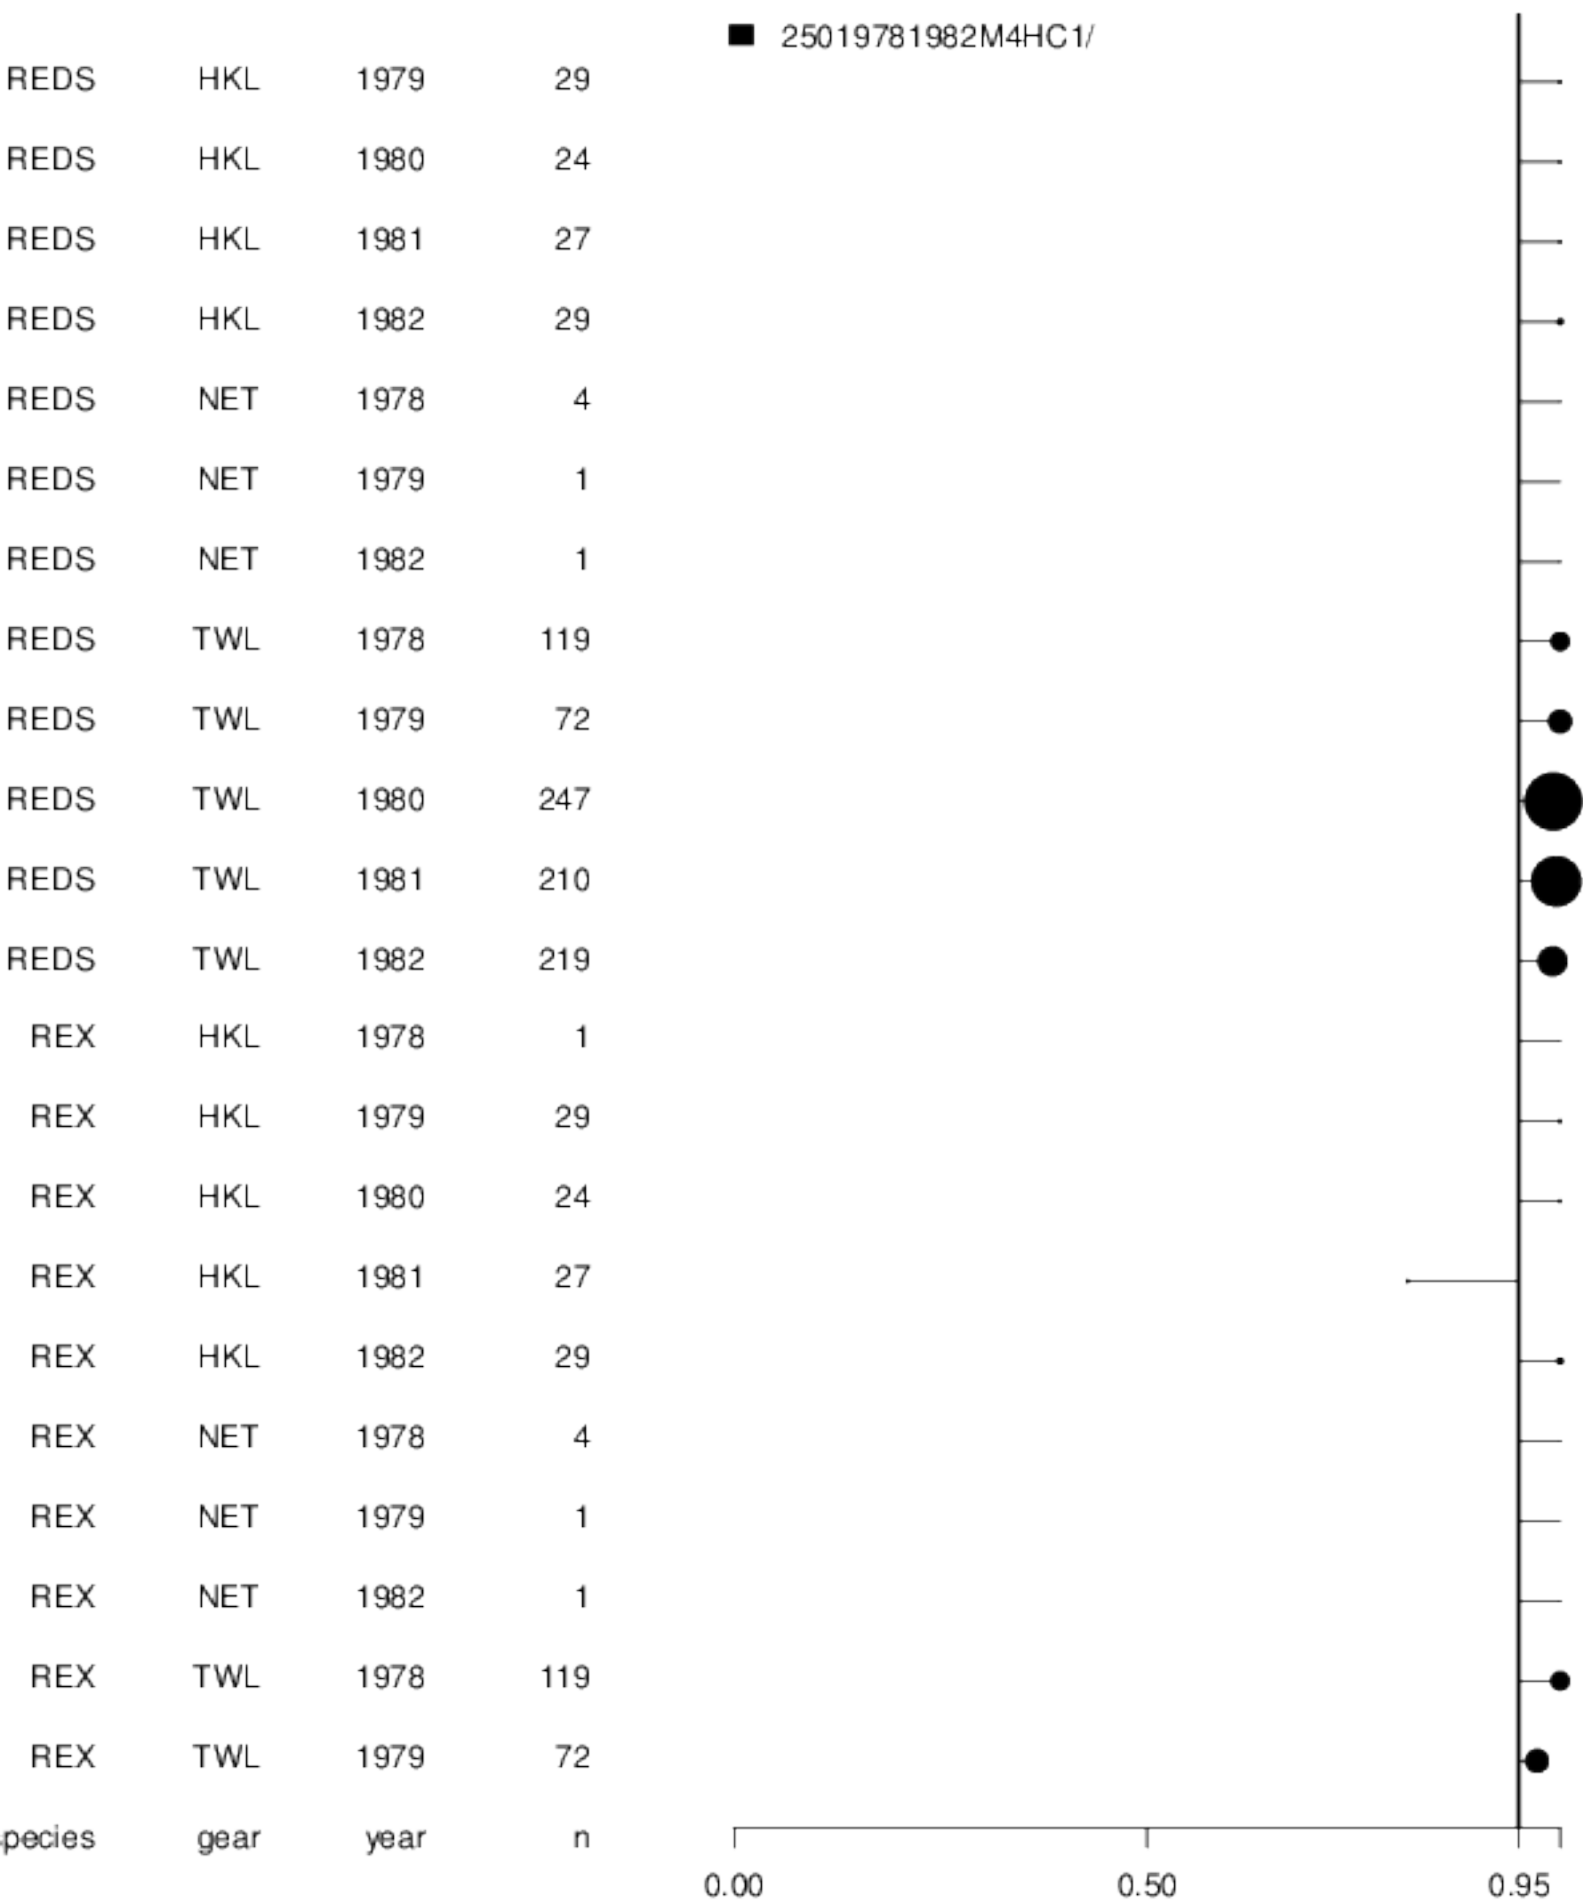 25019781982M4HC1/
REDS HKL 1979 29
REDS HKL 1980 24
REDS HKL 1981 27
REDS HKL 1982 29
REDS NET 1978 4
REDS NET 1979 1
REDS NET 1982 1
REDS TWL 1978 119
REDS TWL 1979 72
REDS TWL 1980 247
REDS TWL 1981 210
REDS TWL 1982 219
REX HKL 1978 1
REX HKL 1979 29
REX HKL 1980 24
REX HKL 1981 27
REX HKL 1982 29
REX NET 1978 4
REX NET 1979 1
REX NET 1982 1
REX TWL 1978 119
REX TWL 1979 72
pecies gear year n
0.00 0.50 0.95